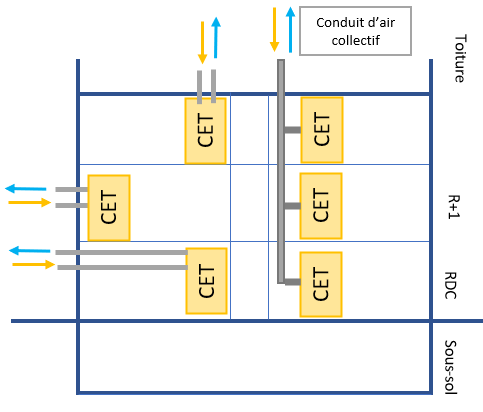 Conduit d’air
collectif
Toiture
CET
CET
CET
CET
R+1
CET
CET
RDC
Sous-sol